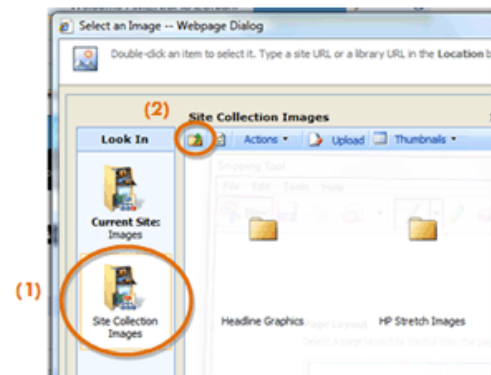 Select an Image -- Webpage Dialog
Double-click an item to select it. Type a site URL or a library URL in the Location b
(2)
Site Collection Images
Look In
Actions
Upload
Thumbnails
Snipping Tool
File Edit Tools Help
Current Site:
Images
(1)
Site Collection
Images
Headline Graphics
HP Stretch Images
Page Layout